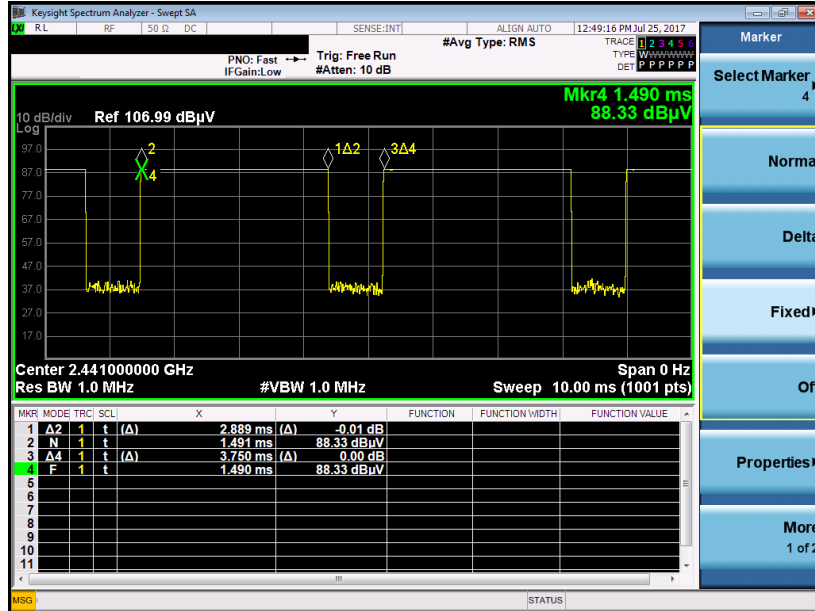 Keysight Spectrum Analyzer - Swept SA
LXI RL RF 50 Ω DC SENSE:INT ALIGN AUTO 12:49:16 PM Jul 25, 2017
#Avg Type: RMS
TRACE 1 2 3 4 5 6
PNO: Fast Trig: Free Run TYPE WWWWWW
IFGain:Low #Atten: 10 dB DET P P P P P P
Mkr4 1.490 ms
88.33 dBµV
10 dB/div Ref 106.99 dBµV
Log
97.0
87.0
77.0
67.0
57.0
47.0
37.0
27.0
17.0
2
4
1Δ2
3Δ4
Center 2.441000000 GHz Span 0 Hz
Res BW 1.0 MHz #VBW 1.0 MHz Sweep 10.00 ms (1001 pts)
MKR MODE TRC SCL X Y FUNCTION FUNCTION WIDTH FUNCTION VALUE
1 Δ2 1 t (Δ) 2.889 ms (Δ) -0.01 dB
2 N 1 t 1.491 ms 88.33 dBµV
3 Δ4 1 t (Δ) 3.750 ms (Δ) 0.00 dB
4 F 1 t 1.490 ms 88.33 dBµV
5
6
7
8
9
10
11
MSG STATUS
Marker
Select Marker
4
Norma
Delta
Fixed
Of
Properties
More
1 of 2